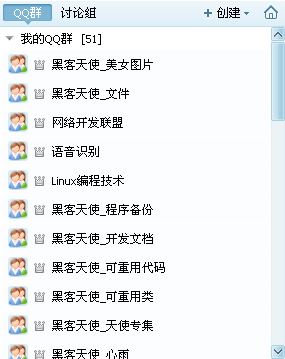 QQ群 讨论组 + 创建
我的QQ群 [51]
黑客天使_美女图片
黑客天使_文件
网络开发联盟
语音识别
Linux编程技术
黑客天使_程序备份
黑客天使_开发文档
黑客天使_可重用代码
黑客天使_可重用类
黑客天使_天使专集
黑客天使_心雨